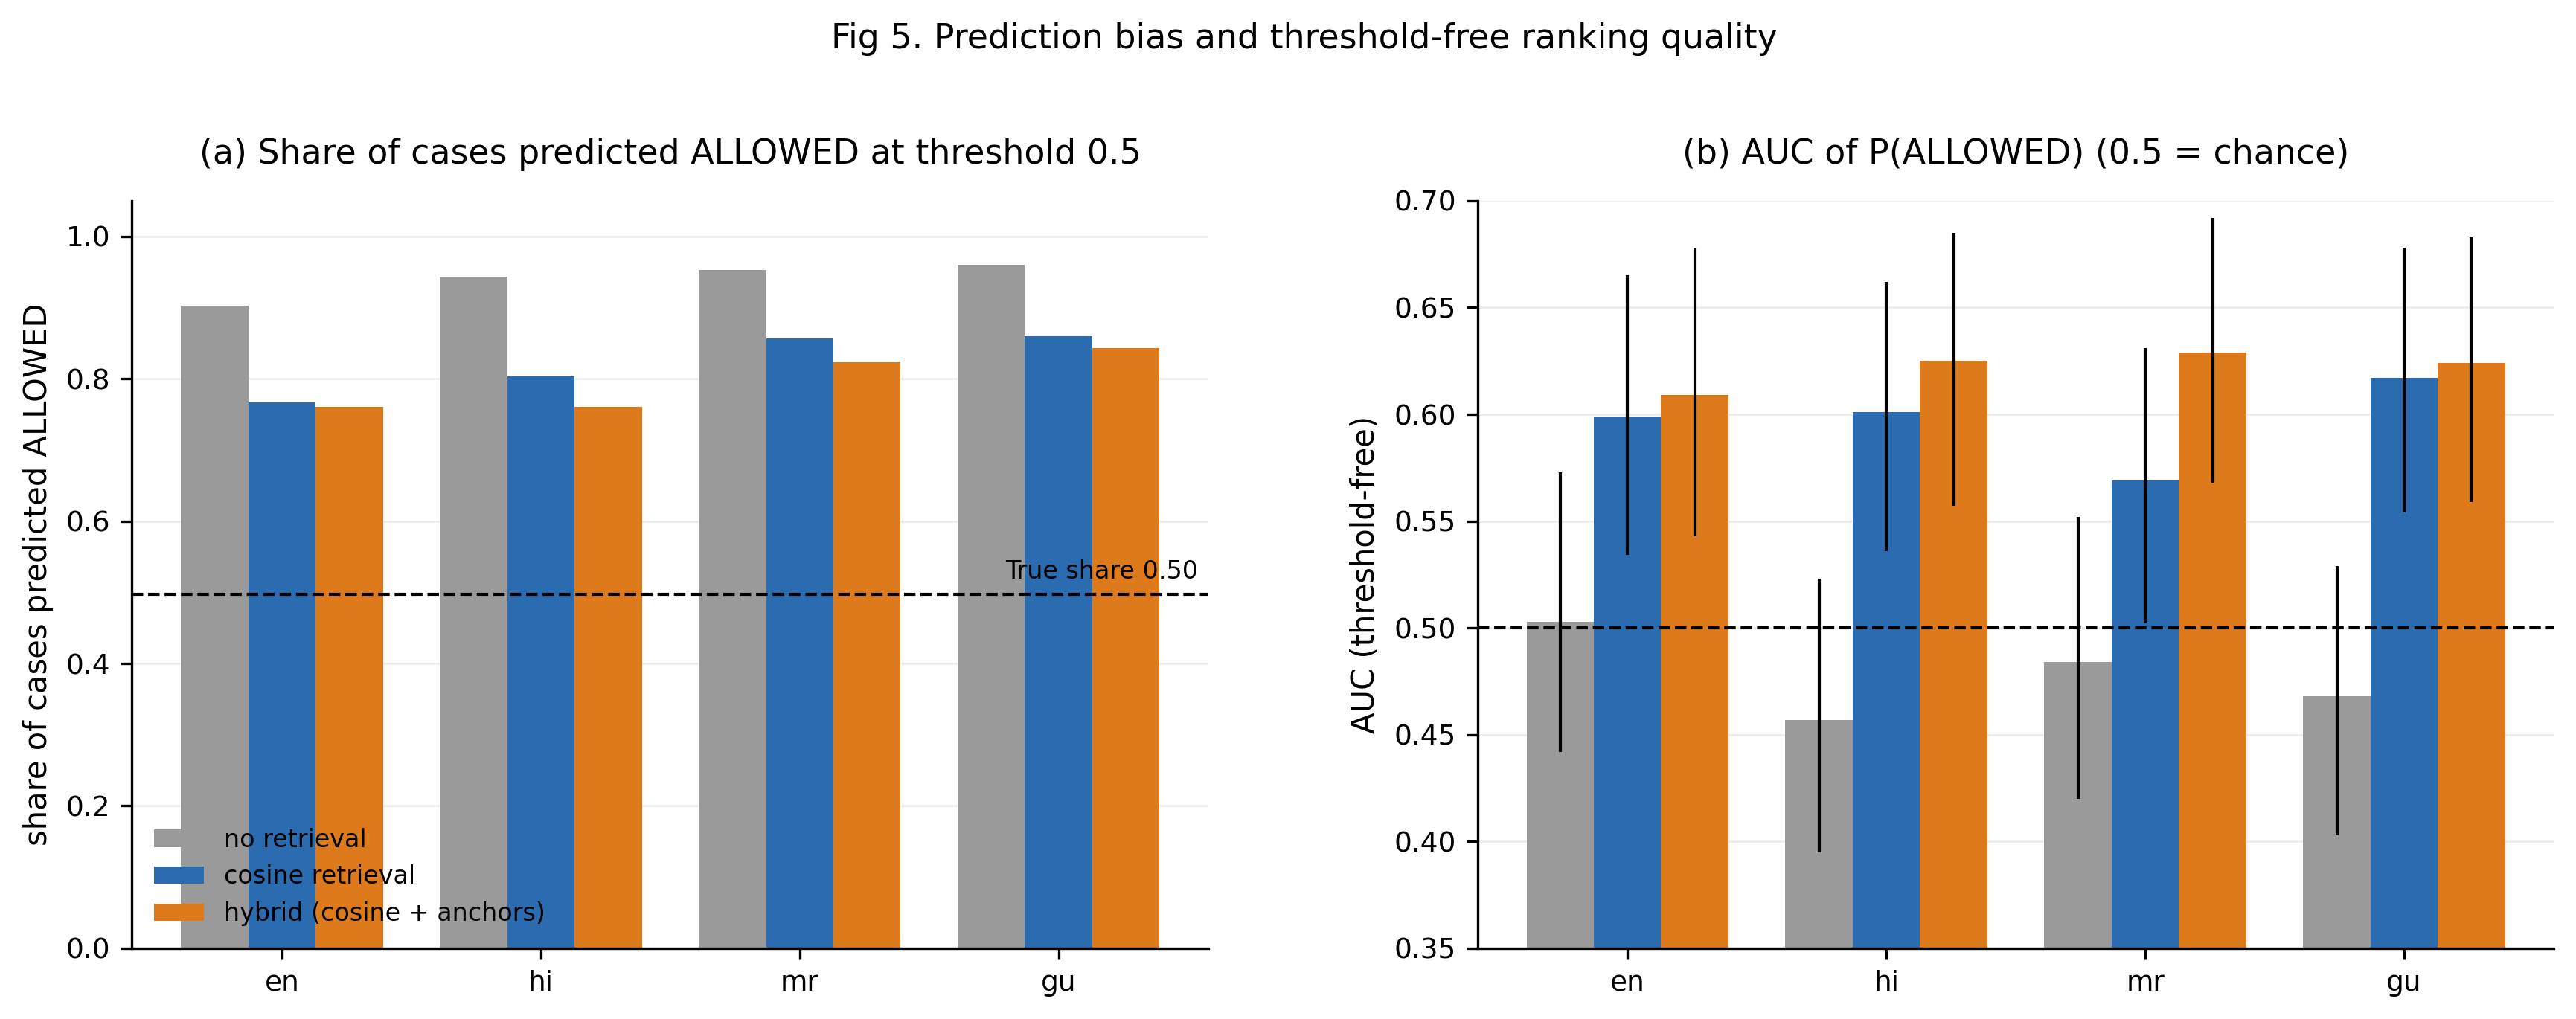 Fig 5. Prediction bias and threshold-free ranking quality
(a) Share of cases predicted ALLOWED at threshold 0.5
share of cases predicted ALLOWED
1.0
0.8
0.6
0.4
0.2
0.0
True share 0.50
no retrieval
cosine retrieval
hybrid (cosine + anchors)
en hi mr gu
(b) AUC of P(ALLOWED) (0.5 = chance)
AUC (threshold-free)
0.70
0.65
0.60
0.55
0.50
0.45
0.40
0.35
en hi mr gu